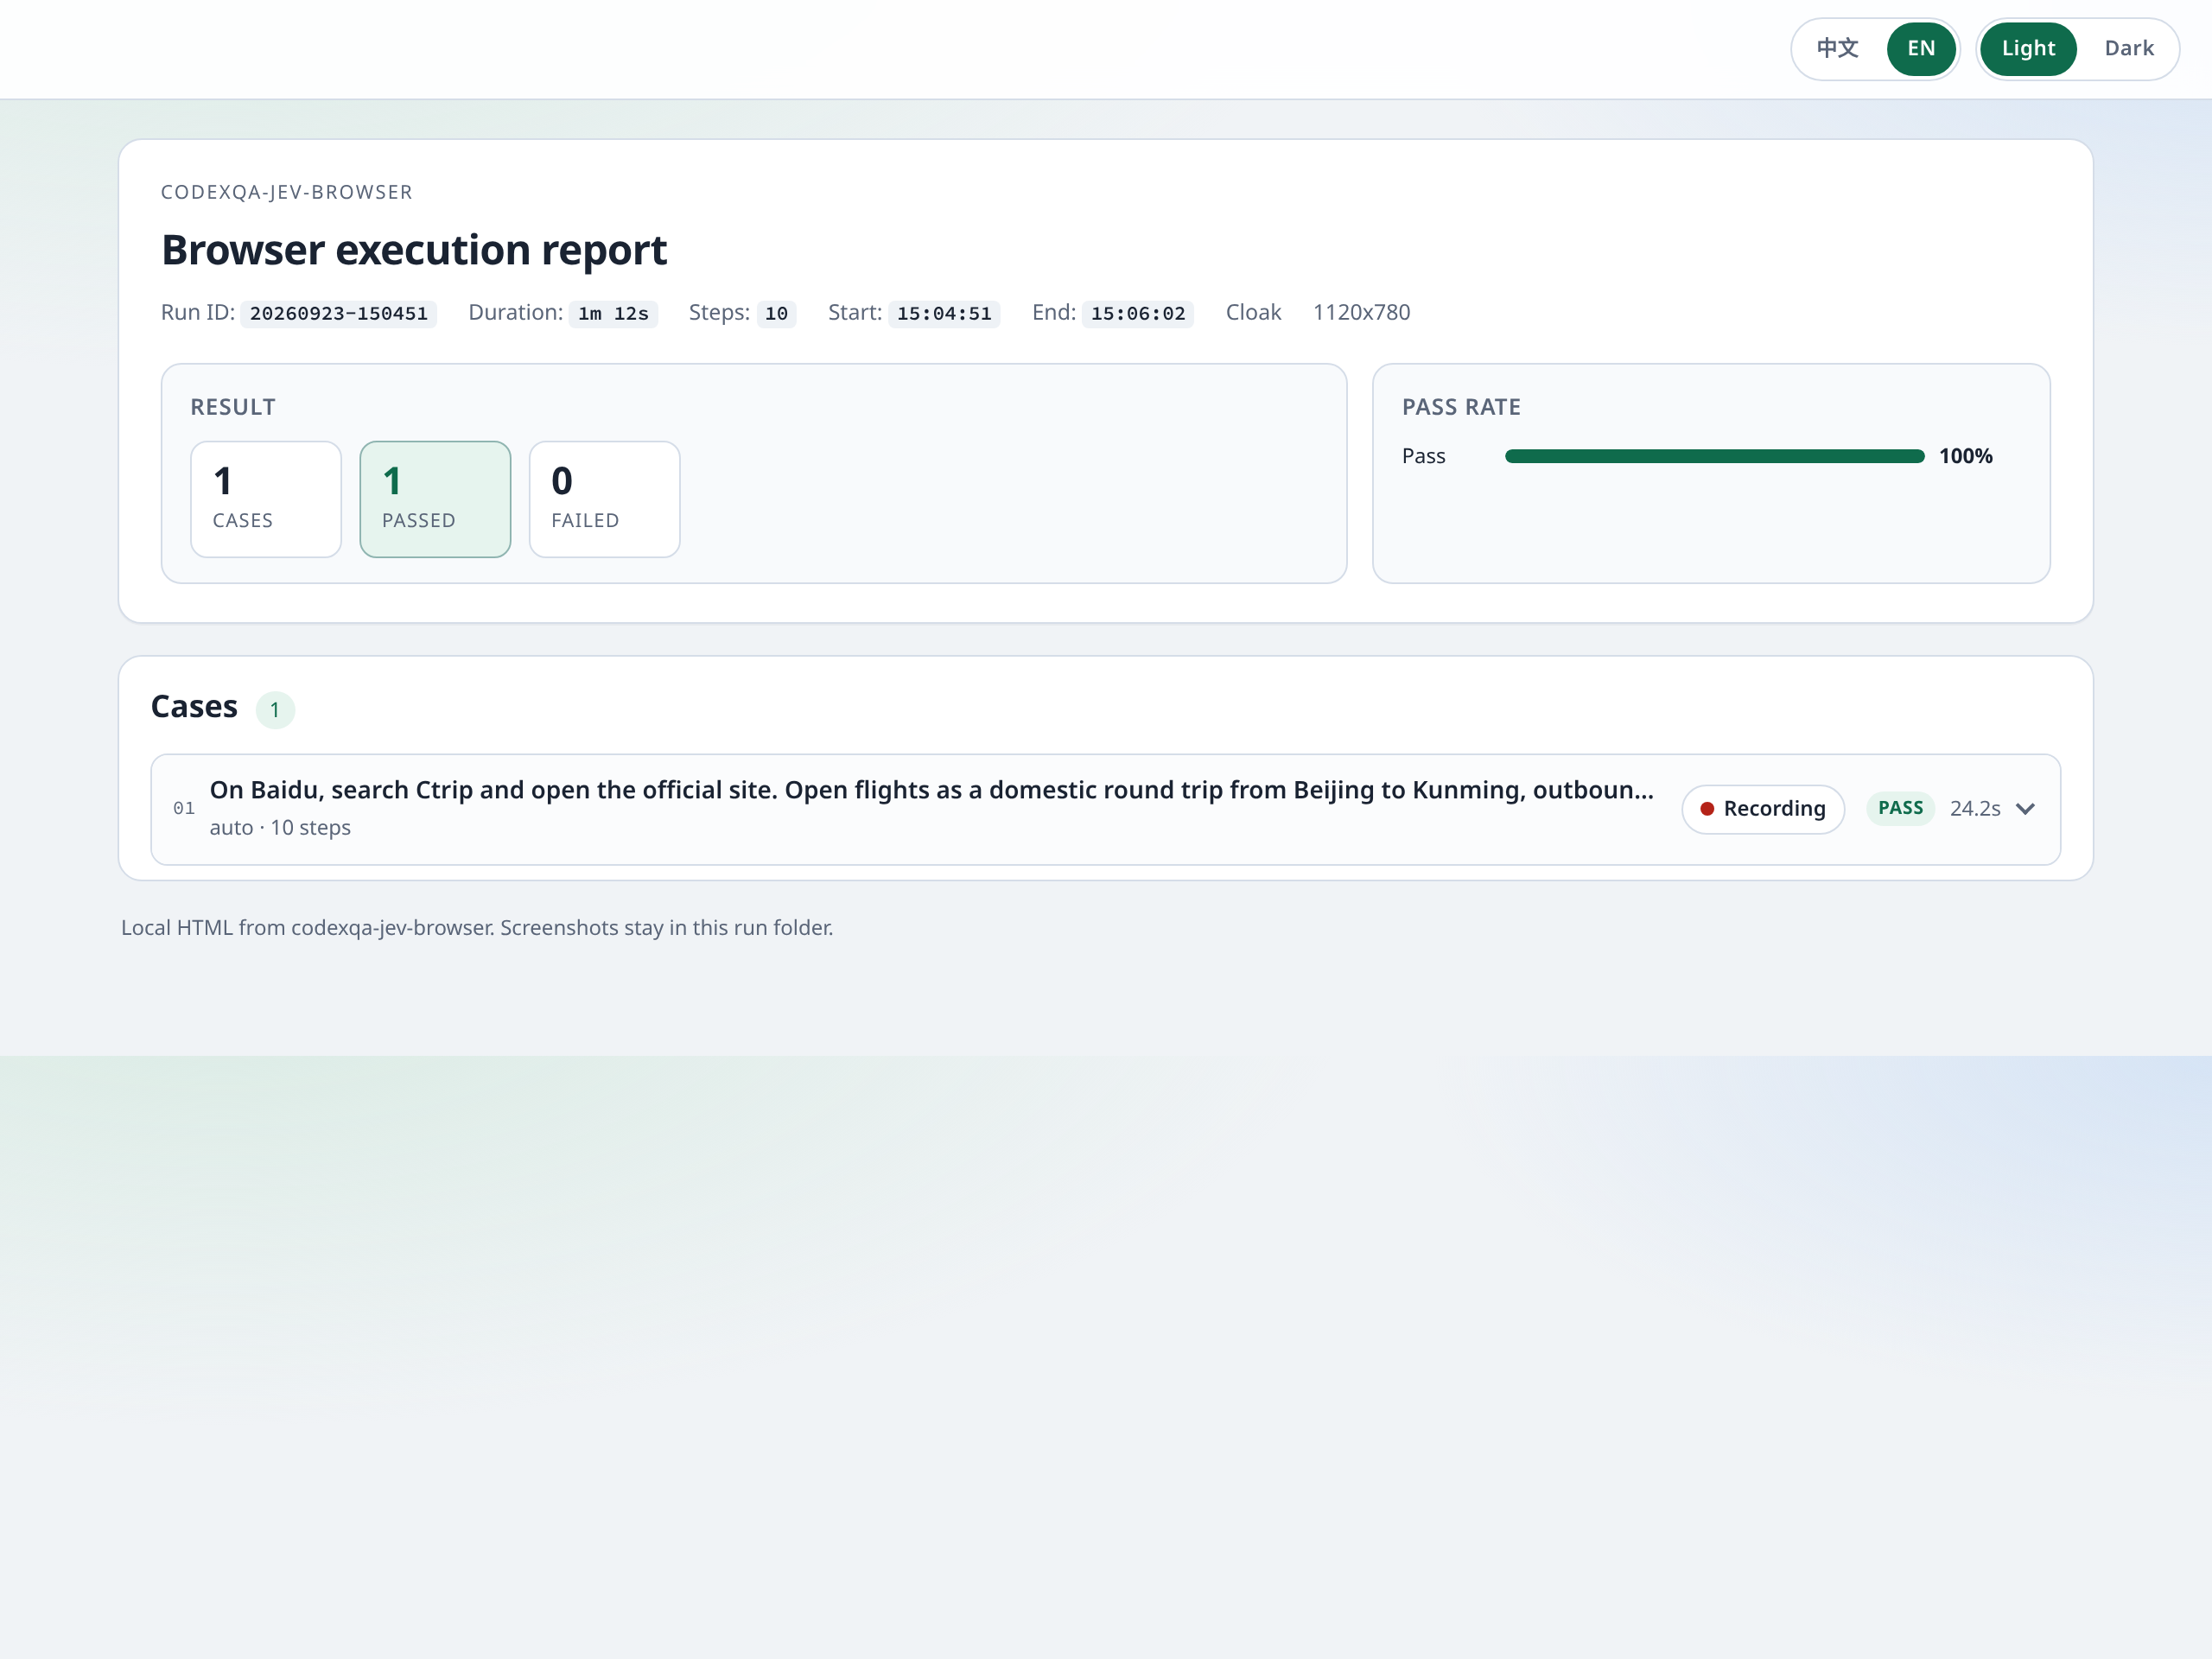 中文 EN Light Dark
CODEXQA-JEV-BROWSER
Browser execution report
Run ID: 20260923-150451 Duration: 1m 12s Steps: 10 Start: 15:04:51 End: 15:06:02 Cloak 1120x780
RESULT
1
CASES
1
PASSED
0
FAILED
PASS RATE
Pass 100%
Cases 1
01 On Baidu, search Ctrip and open the official site. Open flights as a domestic round trip from Beijing to Kunming, outboun...
auto · 10 steps
Recording PASS 24.2s
Local HTML from codexqa-jev-browser. Screenshots stay in this run folder.